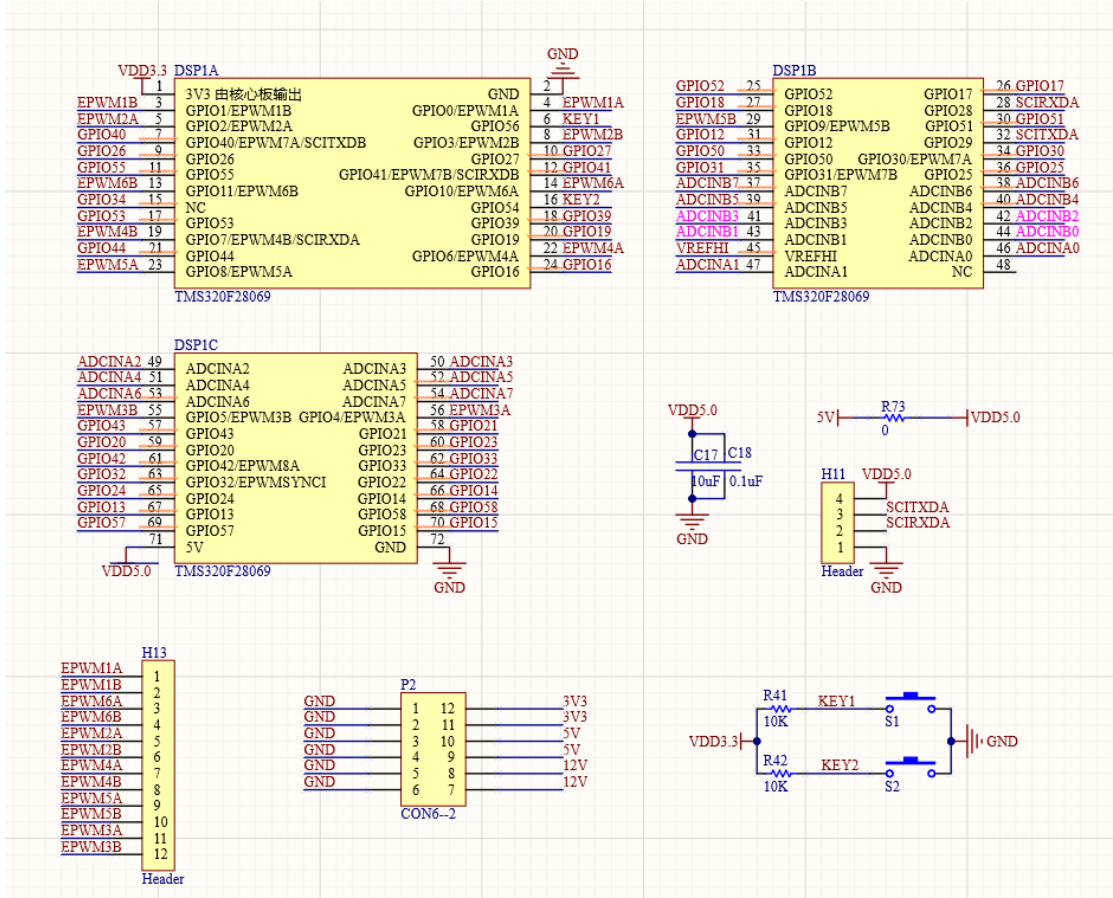 GND
VDD3.3 DSP1A
DSP1B
1 3V3 由核心板输出 GND 2
EPWM1B 3 GPIO1/EPWM1B GPIO0/EPWM1A 4 EPWM1A
EPWM2A 5 GPIO2/EPWM2A GPIO56 6 KEY1
GPIO40 7 GPIO40/EPWM7A/SCITXDB GPIO3/EPWM2B 8 EPWM2B
GPIO26 9 GPIO26 GPIO27 10 GPIO27
GPIO55 11 GPIO55 GPIO41/EPWM7B/SCIRXDB 12 GPIO41
EPWM6B 13 GPIO11/EPWM6B GPIO10/EPWM6A 14 EPWM6A
GPIO34 15 NC GPIO54 16 KEY2
GPIO53 17 GPIO53 GPIO39 18 GPIO39
EPWM4B 19 GPIO7/EPWM4B/SCIRXDA GPIO19 20 GPIO19
GPIO44 21 GPIO44 GPIO6/EPWM4A 22 EPWM4A
EPWM5A 23 GPIO8/EPWM5A GPIO16 24 GPIO16
TMS320F28069
GPIO52 25 GPIO52 GPIO17 26 GPIO17
GPIO18 27 GPIO18 GPIO28 28 SCIRXDA
EPWM5B 29 GPIO9/EPWM5B GPIO51 30 GPIO51
GPIO12 31 GPIO12 GPIO29 32 SCITXDA
GPIO50 33 GPIO50 GPIO30/EPWM7A 34 GPIO30
GPIO31 35 GPIO31/EPWM7B GPIO25 36 GPIO25
ADCINB7 37 ADCINB7 ADCINB6 38 ADCINB6
ADCINB5 39 ADCINB5 ADCINB4 40 ADCINB4
ADCINB3 41 ADCINB3 ADCINB2 42 ADCINB2
ADCINB1 43 ADCINB1 ADCINB0 44 ADCINB0
VREFHI 45 VREFHI ADCINA0 46 ADCINA0
ADCINA1 47 ADCINA1 NC 48
TMS320F28069
DSP1C
ADCINA2 49 ADCINA2 ADCINA3 50 ADCINA3
ADCINA4 51 ADCINA4 ADCINA5 52 ADCINA5
ADCINA6 53 ADCINA6 ADCINA7 54 ADCINA7
EPWM3B 55 GPIO5/EPWM3B GPIO4/EPWM3A 56 EPWM3A
GPIO43 57 GPIO43 GPIO21 58 GPIO21
GPIO20 59 GPIO20 GPIO23 60 GPIO23
GPIO42 61 GPIO42/EPWM8A GPIO33 62 GPIO33
GPIO32 63 GPIO32/EPWMSYNCI GPIO22 64 GPIO22
GPIO24 65 GPIO24 GPIO14 66 GPIO14
GPIO13 67 GPIO13 GPIO58 68 GPIO58
GPIO57 69 GPIO57 GPIO15 70 GPIO15
71 5V GND 72
VDD5.0 TMS320F28069 GND
VDD5.0
C17 C18
10uF 0.1uF
GND
R73
5V VDD5.0
0
H11 VDD5.0
4
3 SCITXDA
2 SCIRXDA
1
Header GND
H13
EPWM1A 1
EPWM1B 2
EPWM6A 3
EPWM6B 4
EPWM2A 5
EPWM2B 6
EPWM4A 7
EPWM4B 8
EPWM5A 9
EPWM5B 10
EPWM3A 11
EPWM3B 12
Header
P2
GND 1 12 3V3
GND 2 11 3V3
GND 3 10 5V
GND 4 9 5V
GND 5 8 12V
GND 6 7 12V
CON6--2
R41 KEY1
10K S1
VDD3.3 GND
R42 KEY2
10K S2